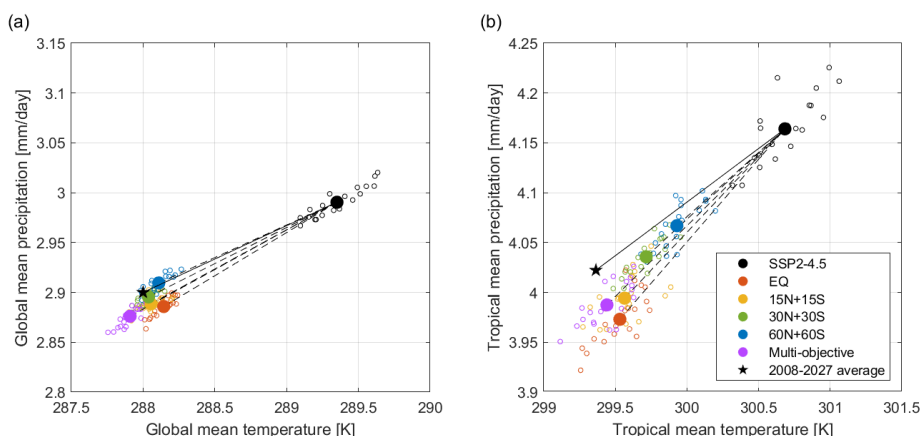 (a)
3.15
3.1
3.05
3
2.95
2.9
2.85
2.8
287.5
288
288.5
289
289.5
290
Global mean temperature [K]
Global mean precipitation [mm/day]
(b)
4.25
4.2
4.15
4.1
4.05
4
3.95
3.9
299
299.5
300
300.5
301
301.5
Tropical mean temperature [K]
Tropical mean precipitation [mm/day]
SSP2-4.5
EQ
15N+15S
30N+30S
60N+60S
Multi-objective
2008-2027 average